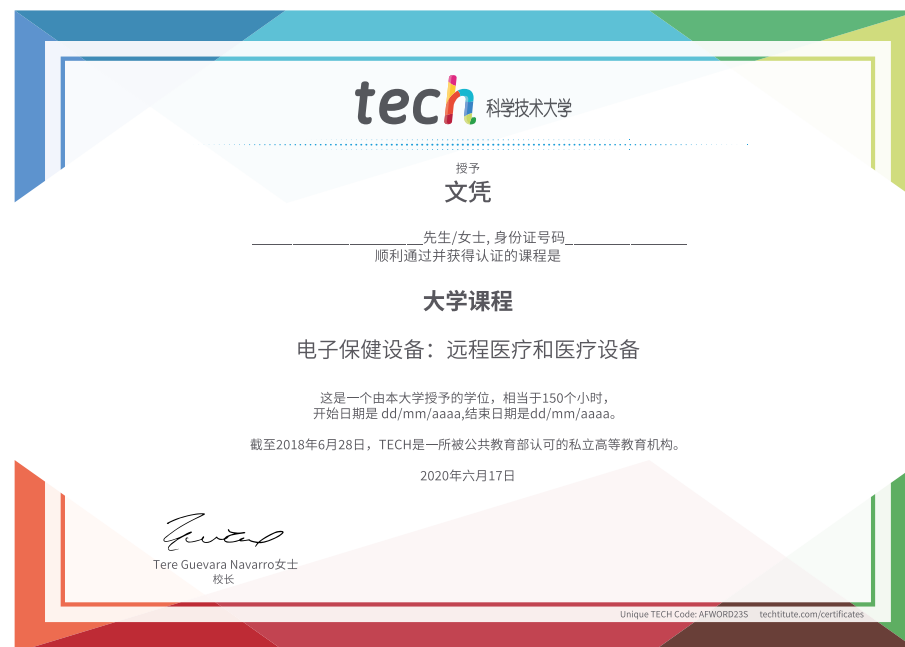 tech 科学技术大学
授予
文凭
________________________先生/女士, 身份证号码_________________
顺利通过并获得认证的课程是
大学课程
电子保健设备：远程医疗和医疗设备
这是一个由本大学授予的学位，相当于150个小时，
开始日期是 dd/mm/aaaa,结束日期是dd/mm/aaaa。
截至2018年6月28日，TECH是一所被公共教育部认可的私立高等教育机构。
2020年六月17日
Tere Guevara Navarro女士
校长
Unique TECH Code: AFWORD23S techtitute.com/certificates